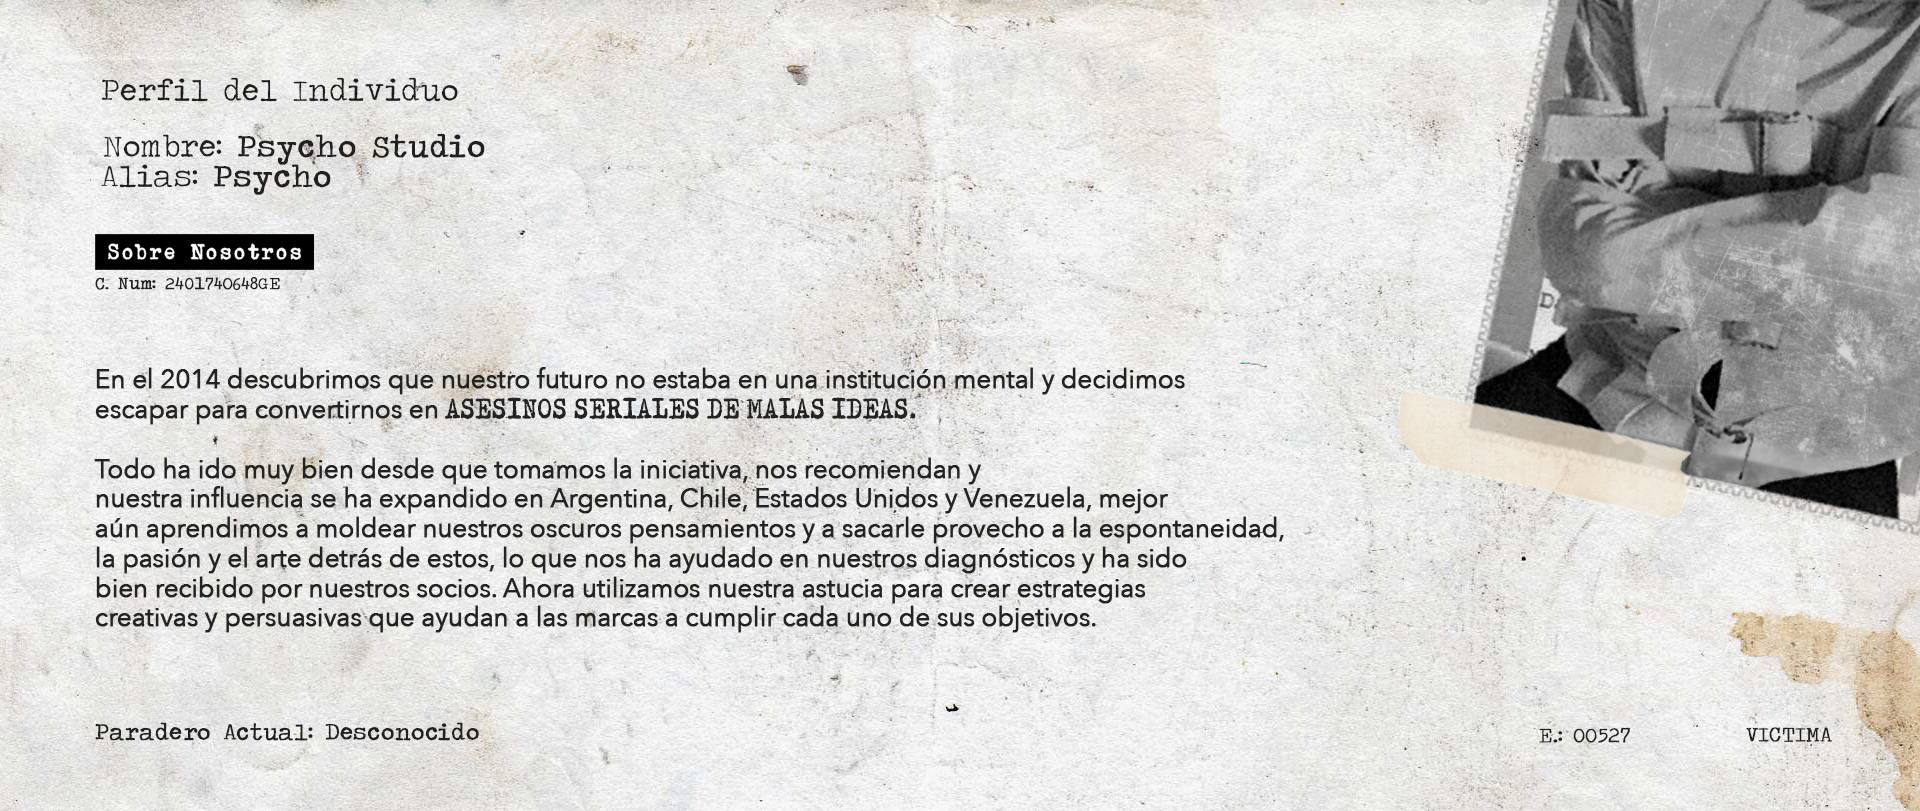 Perfil del Individuo
Nombre: Psycho Studio
Alias: Psycho
Sobre Nosotros
C. Num: 2401740648GE
En el 2014 descubrimos que nuestro futuro no estaba en una institución mental y decidimos
escapar para convertirnos en ASESINOS SERIALES DE MALAS IDEAS.
Todo ha ido muy bien desde que tomamos la iniciativa, nos recomiendan y
nuestra influencia se ha expandido en Argentina, Chile, Estados Unidos y Venezuela, mejor
aún aprendimos a moldear nuestros oscuros pensamientos y a sacarle provecho a la espontaneidad,
la pasión y el arte detrás de estos, lo que nos ha ayudado en nuestros diagnósticos y ha sido
bien recibido por nuestros socios. Ahora utilizamos nuestra astucia para crear estrategias
creativas y persuasivas que ayudan a las marcas a cumplir cada uno de sus objetivos.
Paradero Actual: Desconocido
E.: 00527
VICTIMA